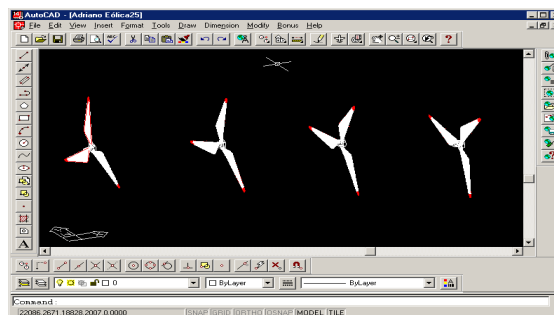 AutoCAD - [Adriano Eólica25]
File Edit View Insert Format Tools Draw Dimension Modify Bonus Help
0 ByLayer ByLayer
Command:
22086.2671,18828.2007,0.0000 SNAP GRID ORTHO OSNAP MODEL TILE